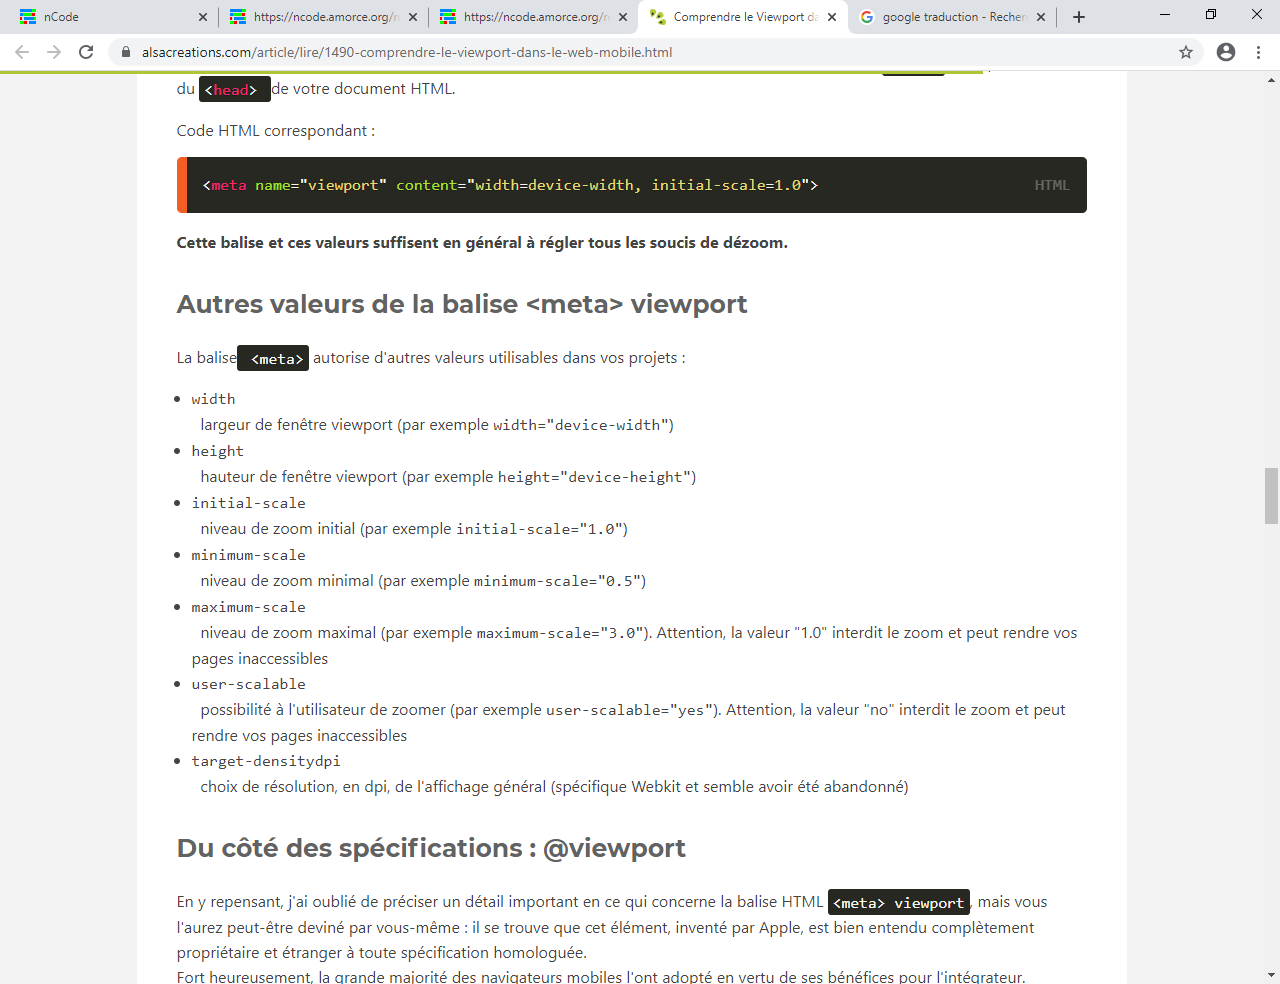 nCode
https://ncode.amorce.org/
https://ncode.amorce.org/
Comprendre le Viewport da
google traduction - Recher
alsacreations.com/article/lire/1490-comprendre-le-viewport-dans-le-web-mobile.html
du <head> de votre document HTML.
Code HTML correspondant :
<meta name="viewport" content="width=device-width, initial-scale=1.0"> HTML
Cette balise et ces valeurs suffisent en général à régler tous les soucis de dézoom.
Autres valeurs de la balise <meta> viewport
La balise <meta> autorise d'autres valeurs utilisables dans vos projets :
• width
largeur de fenêtre viewport (par exemple width="device-width")
• height
hauteur de fenêtre viewport (par exemple height="device-height")
• initial-scale
niveau de zoom initial (par exemple initial-scale="1.0")
• minimum-scale
niveau de zoom minimal (par exemple minimum-scale="0.5")
• maximum-scale
niveau de zoom maximal (par exemple maximum-scale="3.0"). Attention, la valeur "1.0" interdit le zoom et peut rendre vos
pages inaccessibles
• user-scalable
possibilité à l'utilisateur de zoomer (par exemple user-scalable="yes"). Attention, la valeur "no" interdit le zoom et peut
rendre vos pages inaccessibles
• target-densitydpi
choix de résolution, en dpi, de l'affichage général (spécifique Webkit et semble avoir été abandonné)
Du côté des spécifications : @viewport
En y repensant, j'ai oublié de préciser un détail important en ce qui concerne la balise HTML <meta> viewport, mais vous
l'aurez peut-être deviné par vous-même : il se trouve que cet élément, inventé par Apple, est bien entendu complètement
propriétaire et étranger à toute spécification homologuée.
Fort heureusement, la grande majorité des navigateurs mobiles l'ont adopté en vertu de ses bénéfices pour l'intégrateur.